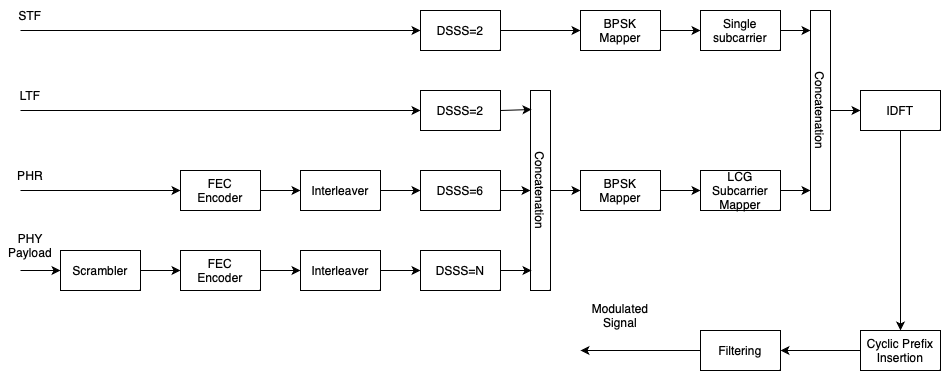 STF
DSSS=2
BPSK
Mapper
Single
subcarrier
LTF
DSSS=2
Concatenation
IDFT
PHR
FEC
Encoder
Interleaver
DSSS=6
Concatenation
BPSK
Mapper
LCG
Subcarrier
Mapper
PHY
Payload
Scrambler
FEC
Encoder
Interleaver
DSSS=N
Modulated
Signal
Filtering
Cyclic Prefix
Insertion